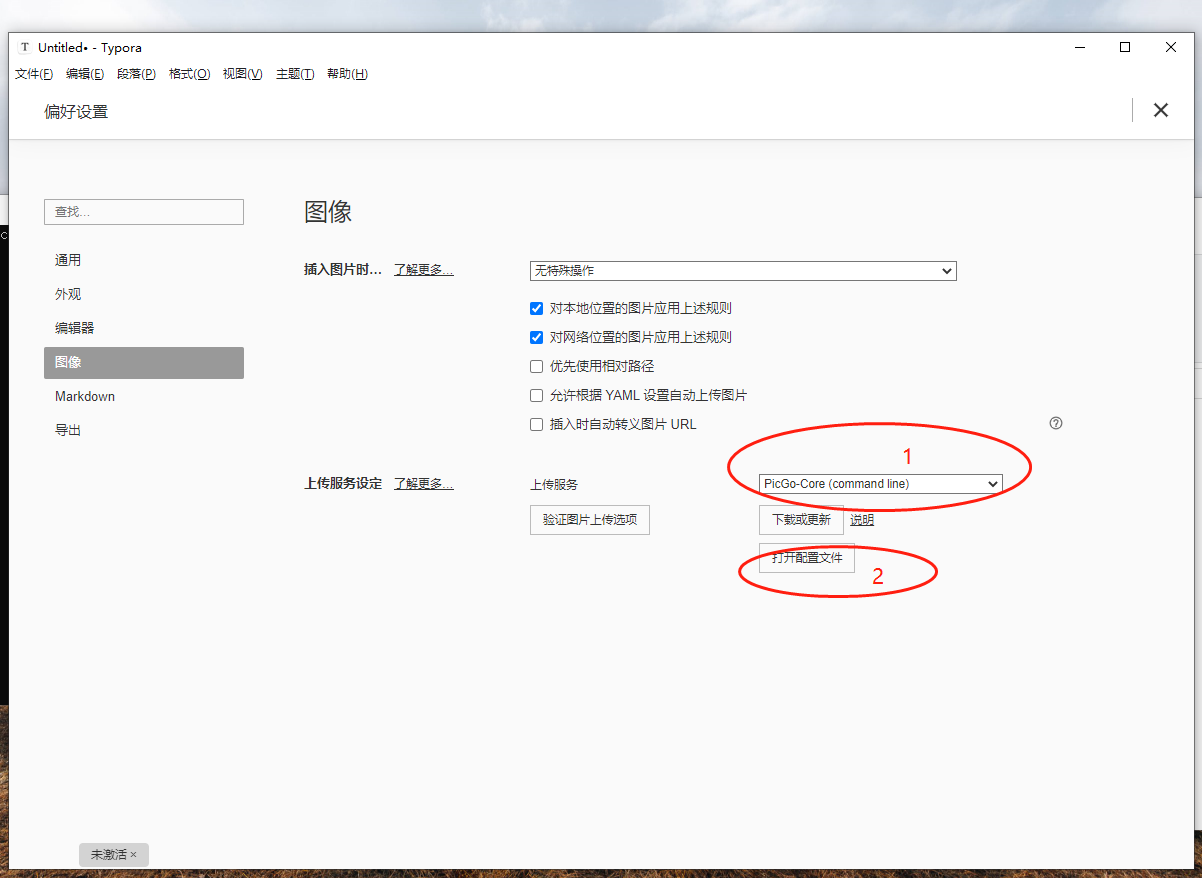 T Untitled• - Typora
文件(F) 编辑(E) 段落(P) 格式(O) 视图(V) 主题(T) 帮助(H)
偏好设置
查找...
通用
外观
编辑器
图像
Markdown
导出
图像
插入图片时... 了解更多...
无特殊操作
对本地位置的图片应用上述规则
对网络位置的图片应用上述规则
优先使用相对路径
允许根据 YAML 设置自动上传图片
插入时自动转义图片 URL
1
上传服务设定 了解更多...
上传服务
PicGo-Core (command line)
验证图片上传选项
下载或更新 说明
打开配置文件
2
未激活 ×